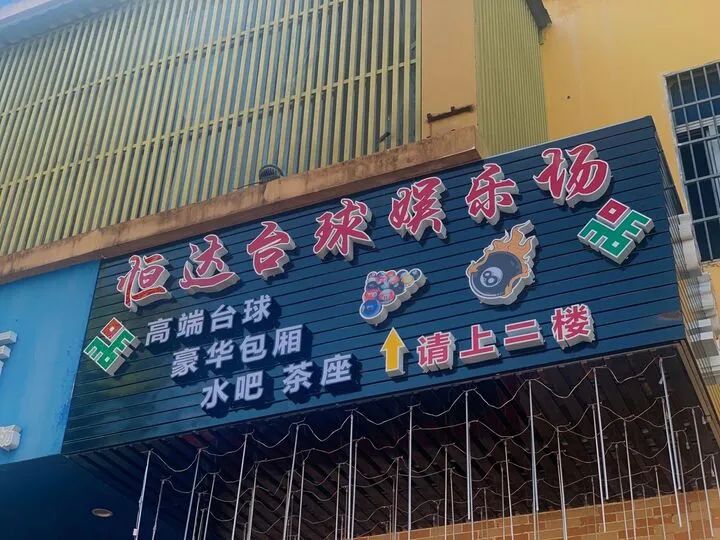 恒达台球娱乐场
高端台球
豪华包厢
水吧 茶座
请上二楼